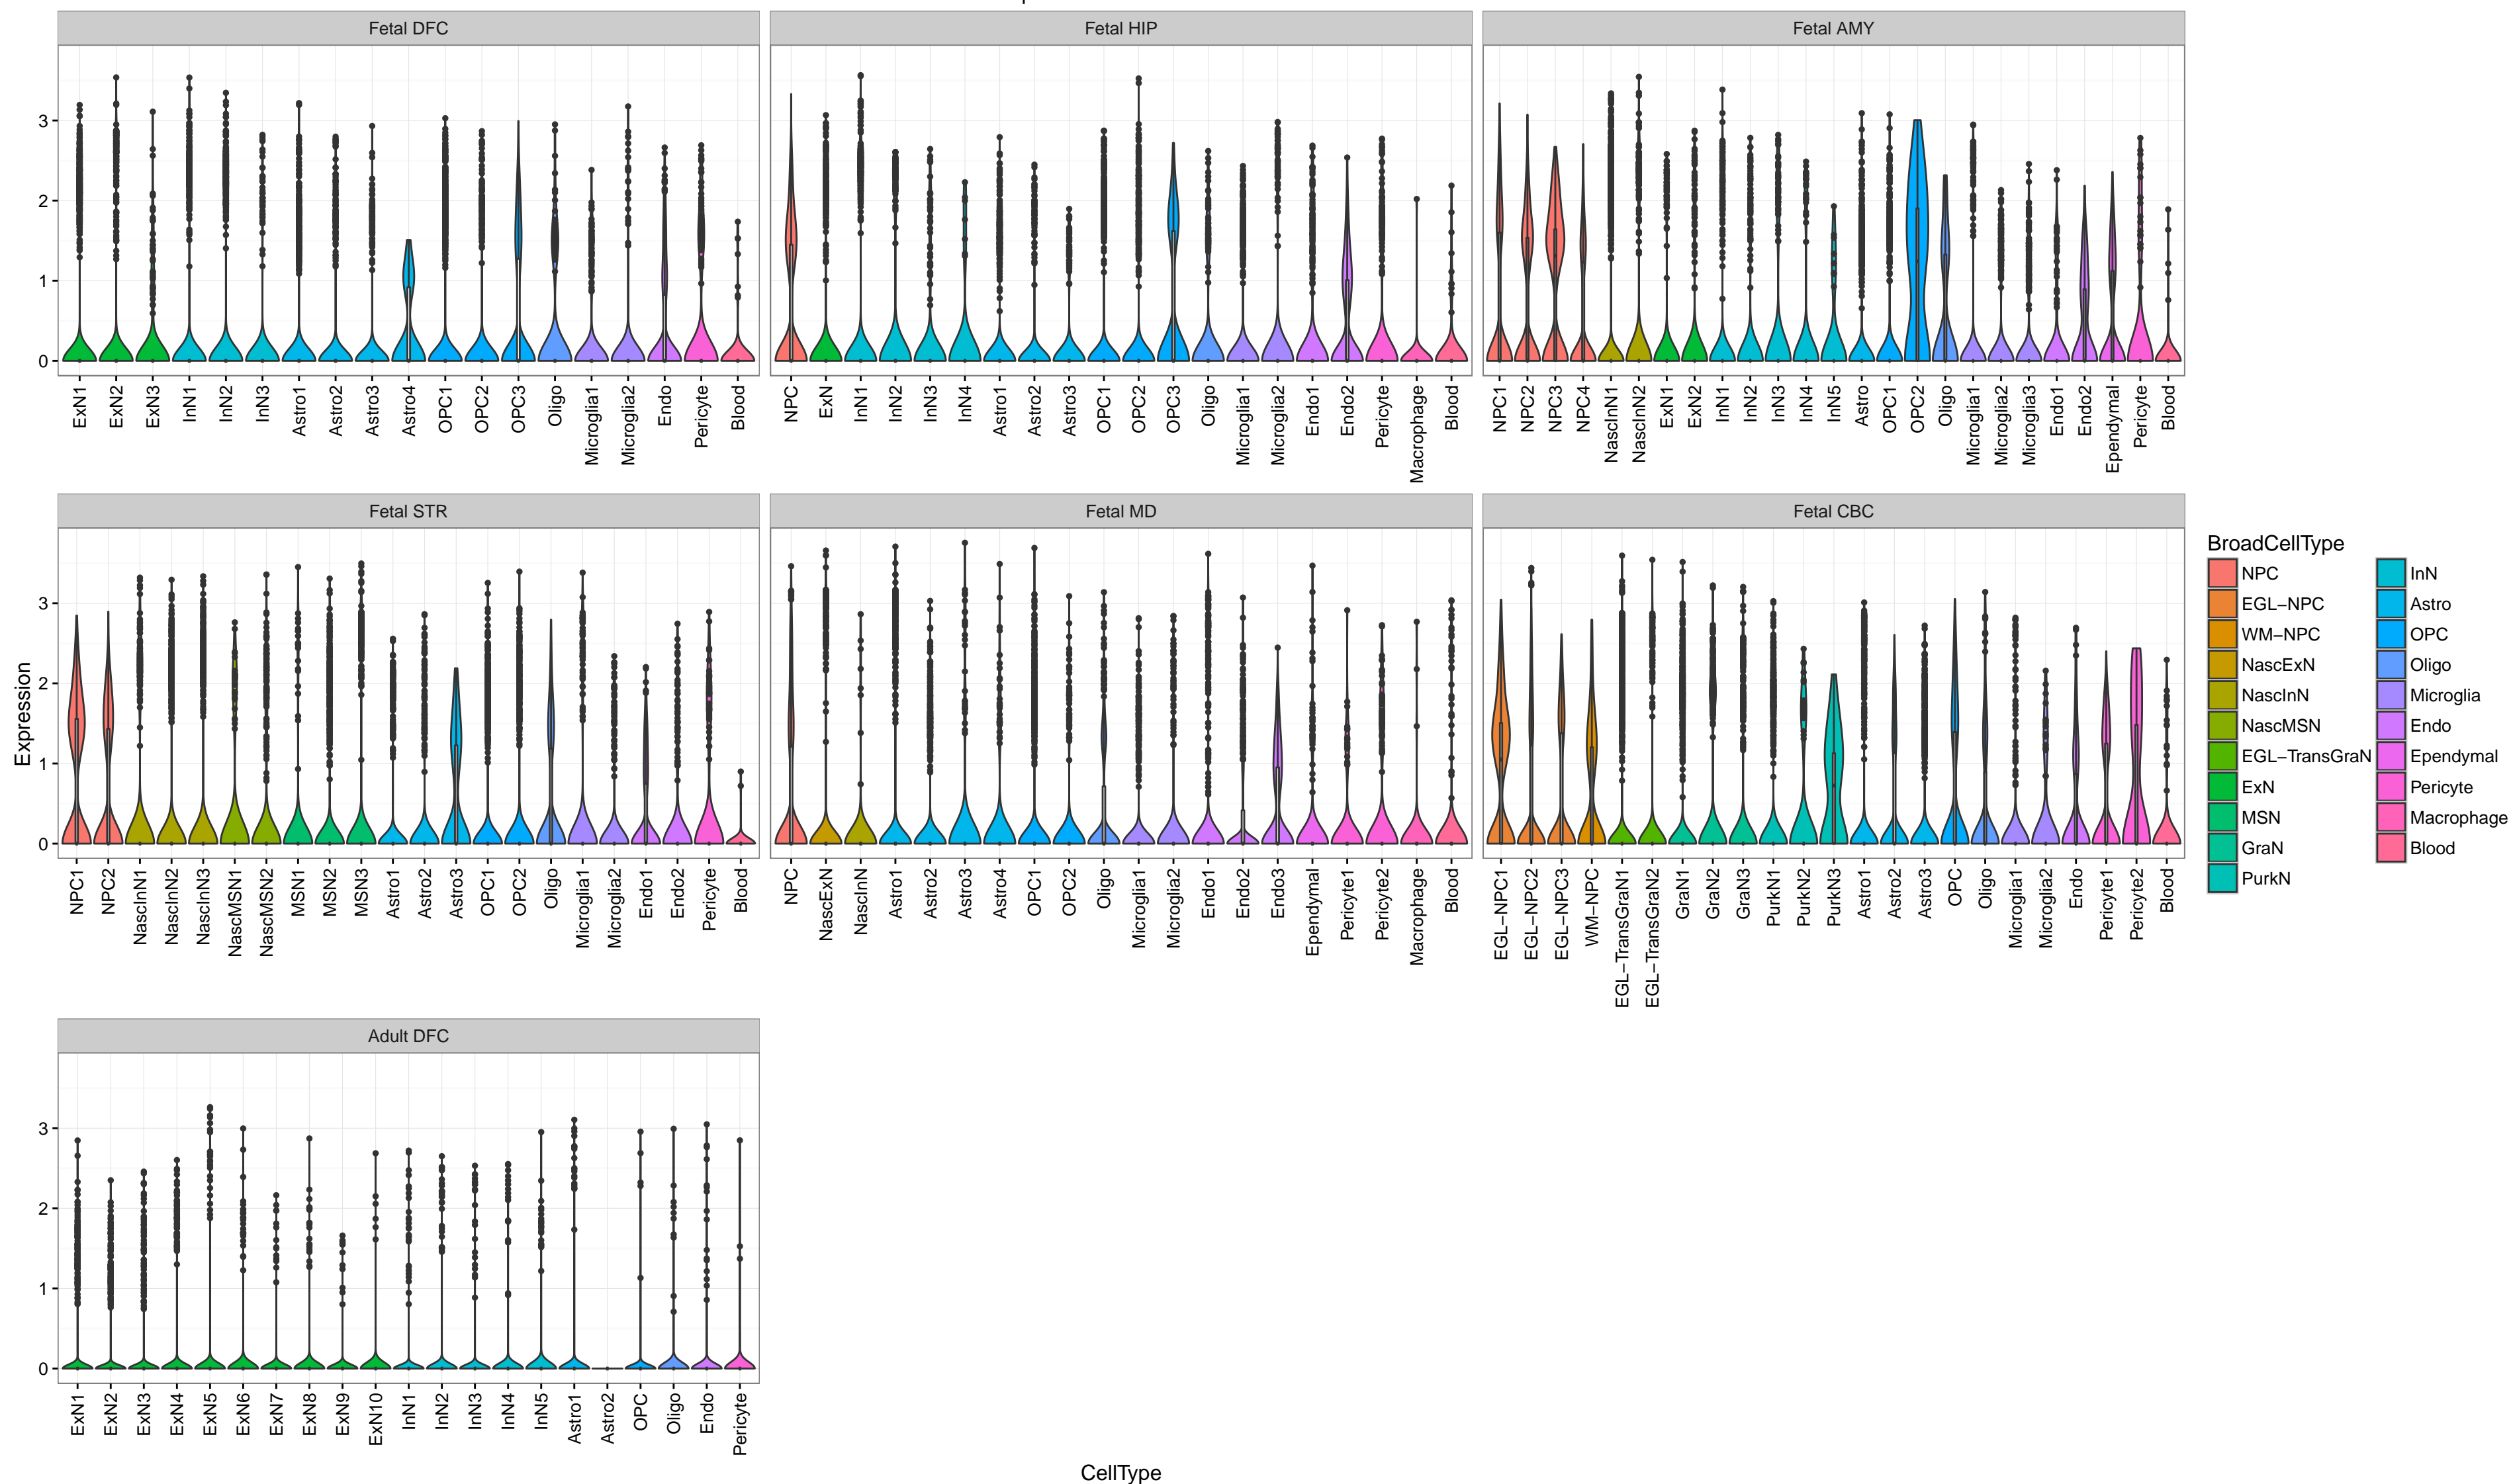 Fetal DFC
Fetal HIP
Fetal AMY
3
2
1
0
ExN1 ExN2 ExN3 InN1 InN2 InN3 Astro1 Astro2 Astro3 Astro4 OPC1 OPC2 OPC3 Oligo Microglia1 Microglia2 Endo Pericyte Blood
NPC ExN InN1 InN2 InN3 InN4 Astro1 Astro2 Astro3 OPC1 OPC2 OPC3 Oligo Microglia1 Microglia2 Endo1 Endo2 Pericyte Macrophage Blood
NPC1 NPC2 NPC3 NPC4 NascInN1 NascInN2 ExN1 ExN2 InN1 InN2 InN3 InN4 InN5 Astro OPC1 OPC2 Oligo Microglia1 Microglia2 Microglia3 Endo1 Endo2 Ependymal Pericyte Blood
Fetal STR
Fetal MD
Fetal CBC
Expression
3
2
1
0
NPC1 NPC2 NascInN1 NascInN2 NascInN3 NascMSN1 NascMSN2 MSN1 MSN2 MSN3 Astro1 Astro2 Astro3 OPC1 OPC2 Oligo Microglia1 Microglia2 Endo1 Endo2 Pericyte Blood
NPC NascExN NascInN Astro1 Astro2 Astro3 Astro4 OPC1 OPC2 Oligo Microglia1 Microglia2 Endo1 Endo2 Endo3 Ependymal Pericyte1 Pericyte2 Macrophage Blood
EGL−NPC1 EGL−NPC2 EGL−NPC3 WM−NPC EGL−TransGraN1 EGL−TransGraN2 GraN1 GraN2 GraN3 PurkN1 PurkN2 PurkN3 Astro1 Astro2 Astro3 OPC Oligo Microglia1 Microglia2 Endo Pericyte1 Pericyte2 Blood
BroadCellType
NPC
EGL−NPC
WM−NPC
NascExN
NascInN
NascMSN
EGL−TransGraN
ExN
MSN
GraN
PurkN
InN
Astro
OPC
Oligo
Microglia
Endo
Ependymal
Pericyte
Macrophage
Blood
Adult DFC
3
2
1
0
ExN1 ExN2 ExN3 ExN4 ExN5 ExN6 ExN7 ExN8 ExN9 ExN10 InN1 InN2 InN3 InN4 InN5 Astro1 Astro2 OPC Oligo Endo Pericyte
CellType